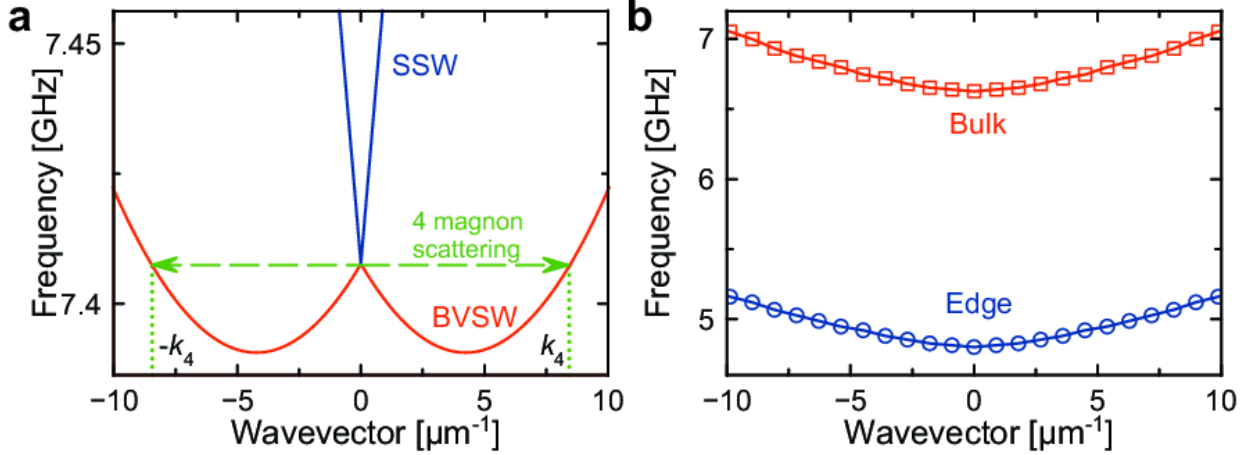 a
Frequency [GHz]
7.45
7.4
SSW
4 magnon
scattering
BVSW
-k4
k4
−10
−5
0
5
10
Wavevector [µm-1]
b
Frequency [GHz]
7
6
5
Bulk
Edge
−10
−5
0
5
10
Wavevector [µm-1]